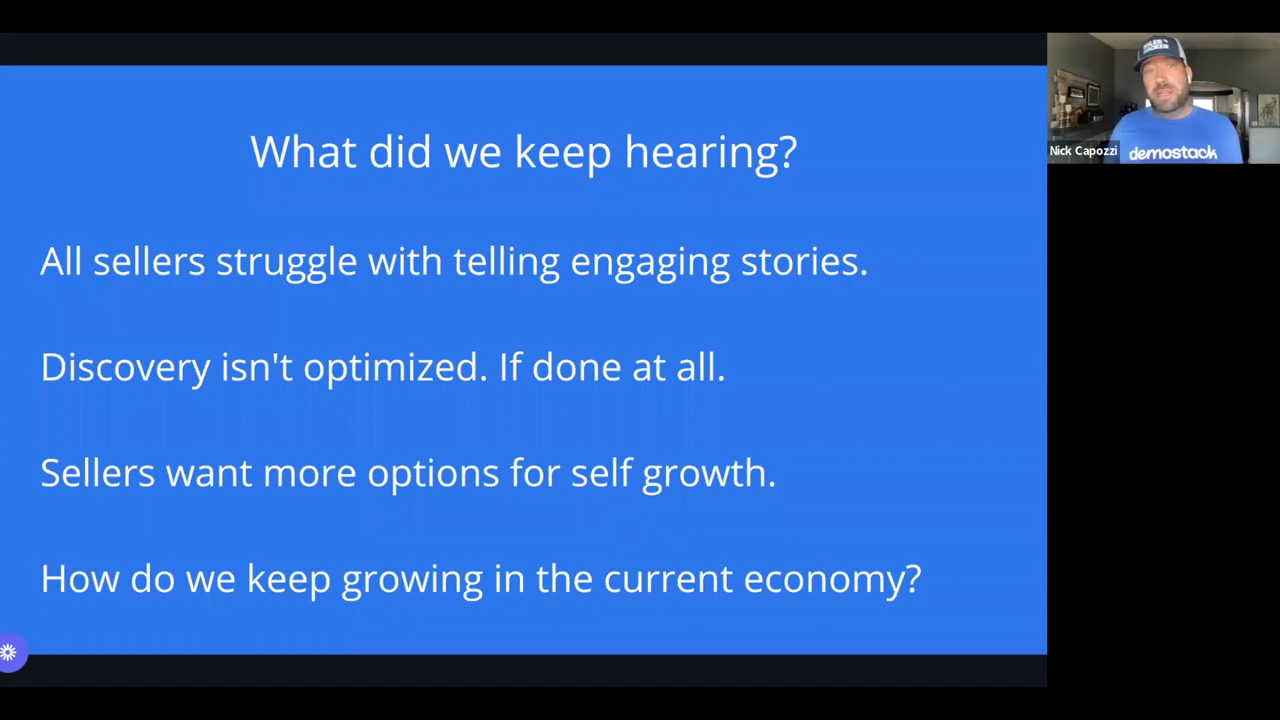 What did we keep hearing?
All sellers struggle with telling engaging stories.
Discovery isn't optimized. If done at all.
Sellers want more options for self growth.
How do we keep growing in the current economy?
Nick Capozzi
demostack